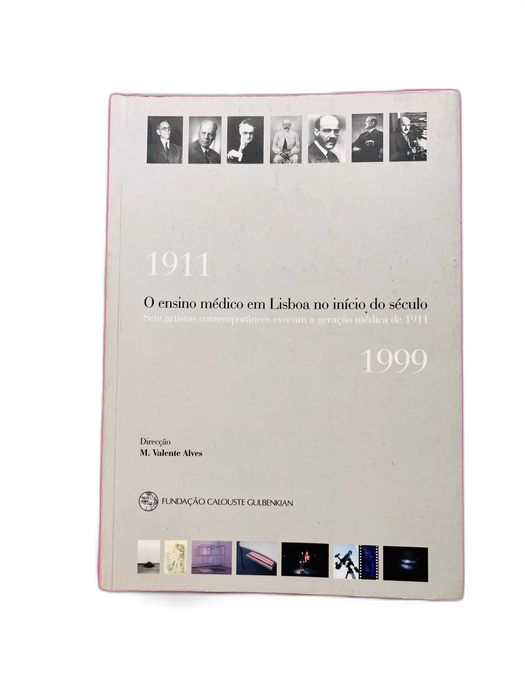 1911
O ensino médico em Lisboa no início do século
Sete artistas contemporâneos evocam a geração médica de 1911
1999
Direcção
M. Valente Alves
FUNDAÇÃO CALOUSTE GULBENKIAN